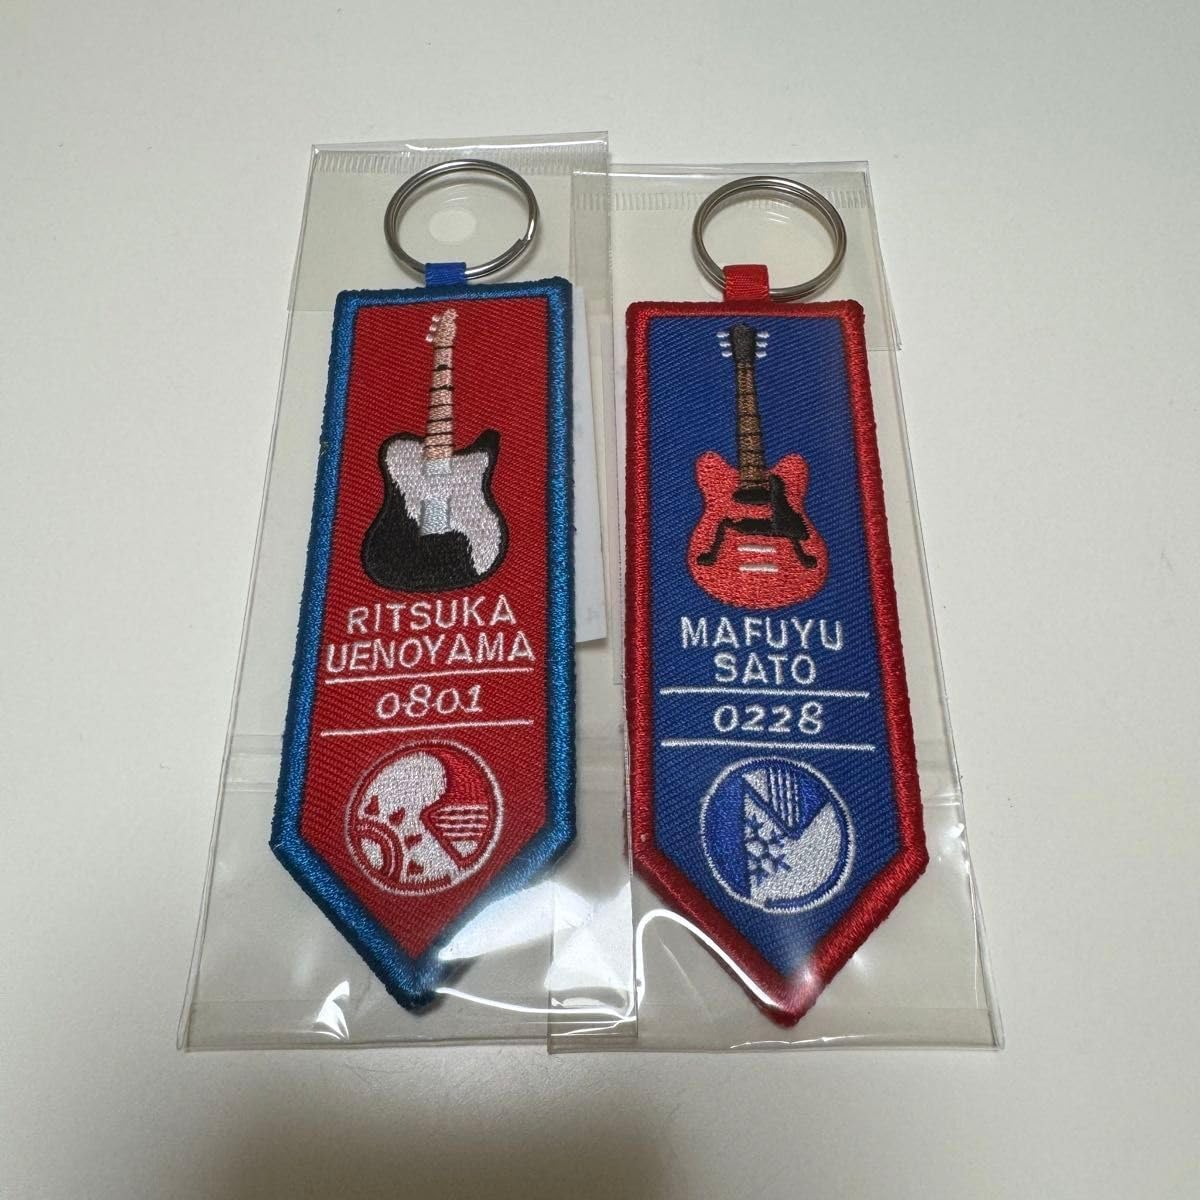 RITSUKA
UENOYAMA
0801
MAFUYU
SATO
0228